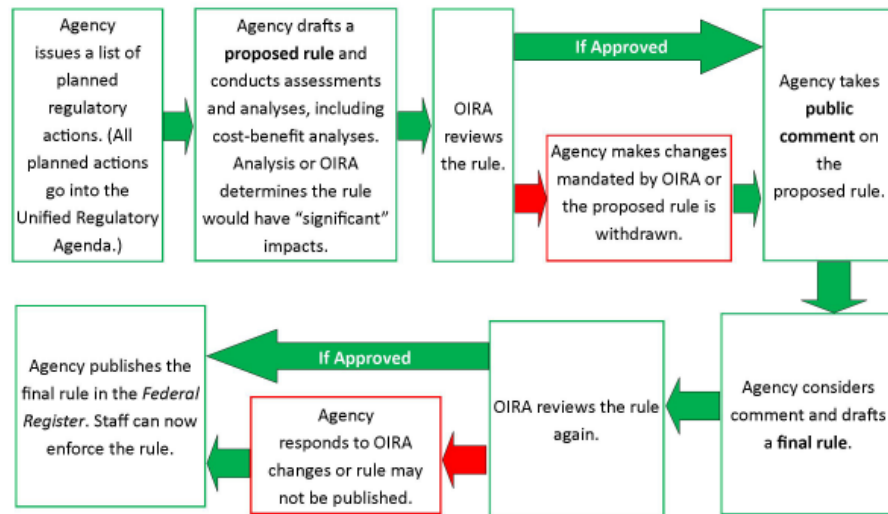 Agency
issues a list of
planned
regulatory
actions. (All
planned actions
go into the
Unified Regulatory
Agenda.)
Agency drafts a
proposed rule and
conducts assessments
and analyses, including
cost-benefit analyses.
Analysis or OIRA
determines the rule
would have “significant”
impacts.
OIRA
reviews
the rule.
If Approved
Agency makes changes
mandated by OIRA or
the proposed rule is
withdrawn.
Agency takes
public
comment on
the
proposed rule.
Agency considers
comment and drafts
a final rule.
OIRA reviews the rule
again.
If Approved
Agency
responds to OIRA
changes or rule may
not be published.
Agency publishes the
final rule in the Federal
Register. Staff can now
enforce the rule.